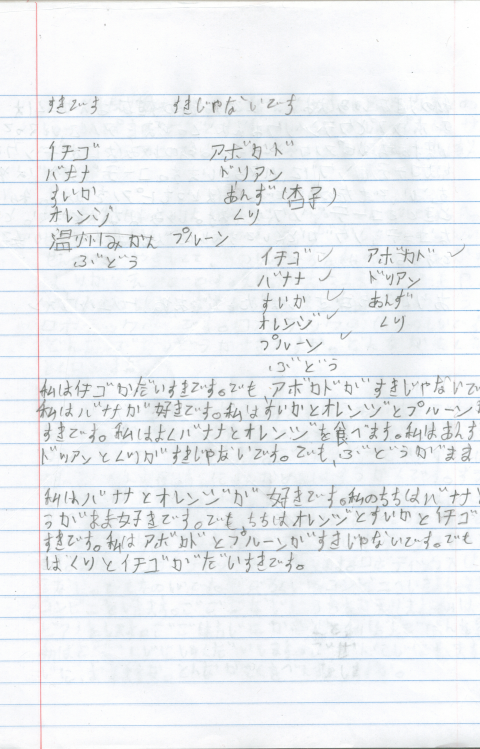 すきです すきじゃないです
イチゴ アボカド
バナナ ドリアン
すいか あんず(杏子)
オレンジ くり
温州みかん プルーン
ぶどう
イチゴ✓ アボカド✓
バナナ✓ ドリアン
すいか✓ あんず
オレンジ✓ くり
プルーン✓
ぶどう
私はイチゴがだいすきです。でも、アボカドがすきじゃないで
私はバナナが好きです。私はすいかとオレンジとプルーン
すきです。私はよくバナナとオレンジを食べます。私はあんず
ドリアンとくりがすきじゃないです。でも、ぶどうがまま
私はバナナとオレンジが好きです。私のちちはバナナ
うがまま好きです。でも、ちちはオレンジとすいかとイチゴ
すきです。私はアボカドとプルーンがすきじゃないです。でも
はくりとイチゴがだいすきです。